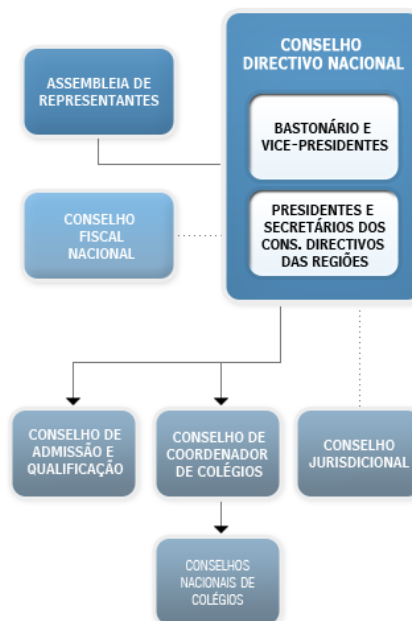 CONSELHO
DIRECTIVO NACIONAL
ASSEMBLEIA DE
REPRESENTANTES
BASTONÁRIO E
VICE-PRESIDENTES
PRESIDENTES E
SECRETÁRIOS DOS
CONS. DIRECTIVOS
DAS REGIÕES
CONSELHO
FISCAL
NACIONAL
CONSELHO DE
ADMISSÃO E
QUALIFICAÇÃO
CONSELHO DE
COORDENADOR
DE COLÉGIOS
CONSELHO
JURISDICIONAL
CONSELHOS
NACIONAIS DE
COLÉGIOS